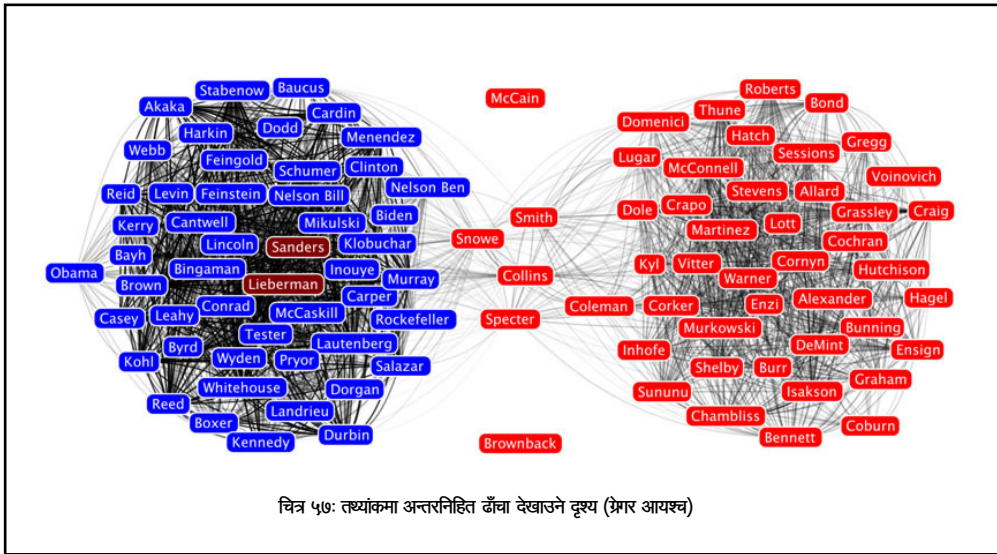 Stabenow Baucus McCain Roberts
Akaka Cardin Thune Bond
Harkin Dodd Menendez Domenici Hatch Gregg
Webb Feingold Schumer Clinton Lugar McConnell Sessions Voinovich
Reid Levin Feinstein Nelson Bill Nelson Ben Stevens Allard
Kerry Cantwell Mikulski Biden Smith Dole Crapo Grassley Craig
Bayh Lincoln Sanders Klobuchar Snowe Martinez Lott Cochran
Obama Bingaman Inouye Murray Collins Kyl Vitter Warner Cornyn Hutchison
Brown Lieberman Carper Coleman Corker Enzi Alexander Hagel
Casey Leahy Conrad McCaskill Rockefeller Specter Murkowski Bunning
Kohl Byrd Tester Lautenberg Inhofe DeMint Ensign
Wyden Pryor Salazar Shelby Burr Graham
Reed Whitehouse Dorgan Sununu Isakson
Boxer Landrieu Chambliss Coburn
Kennedy Durbin Brownback Bennett
चित्र ५७: तथ्यांकमा अन्तरनिहित ढाँचा देखाउने दृश्य (ग्रेगर आयश्च)